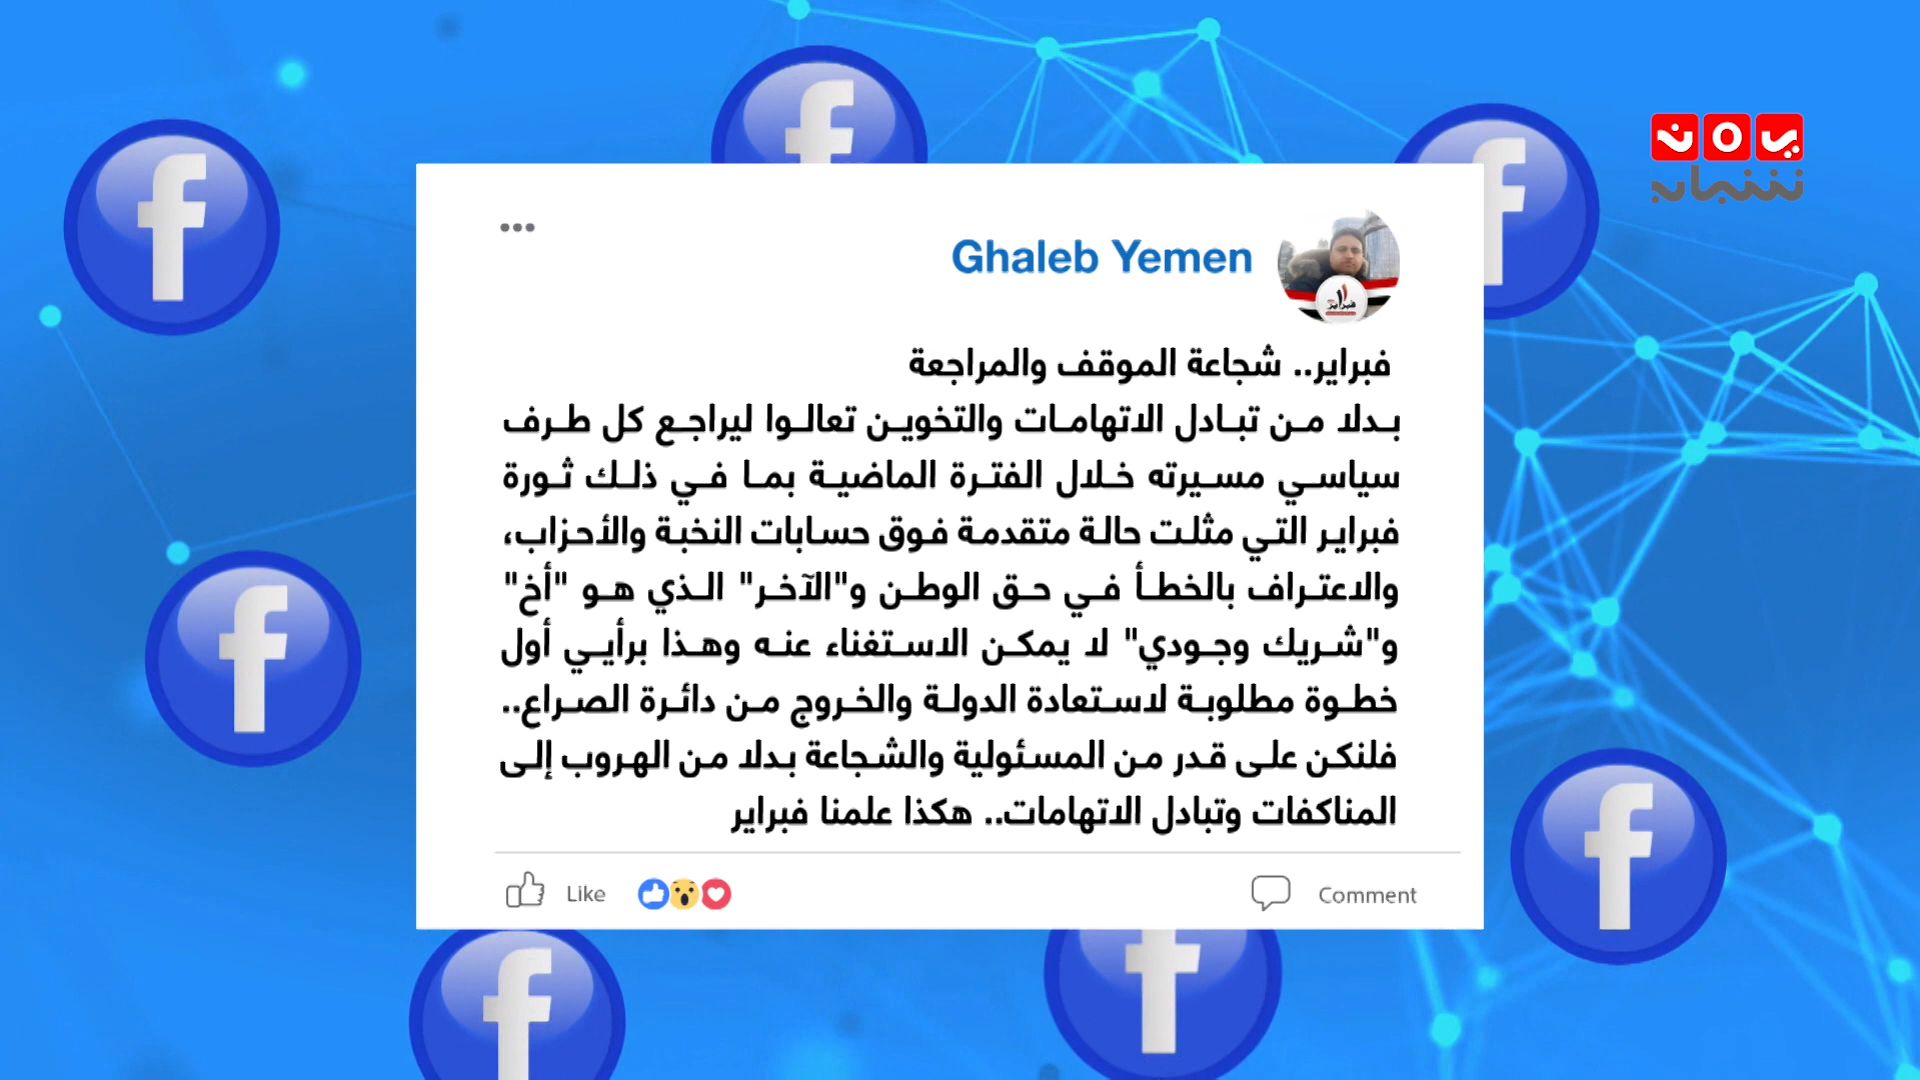 يمن
شباب
Ghaleb Yemen
فبراير
فبراير.. شجاعة الموقف والمراجعة
بدلا من تبادل الاتهامات والتخوين تعالوا ليراجع كل طرف
سياسي مسيرته خلال الفترة الماضية بما في ذلك ثورة
فبراير التي مثلت حالة متقدمة فوق حسابات النخبة والأحزاب،
والاعتراف بالخطأ في حق الوطن و"الآخر" الذي هو "أخ"
و"شريك وجودي" لا يمكن الاستغناء عنه وهذا برأيي أول
خطوة مطلوبة لاستعادة الدولة والخروج من دائرة الصراع..
فلنكن على قدر من المسئولية والشجاعة بدلا من الهروب إلى
المناكفات وتبادل الاتهامات.. هكذا علمنا فبراير
Like
Comment